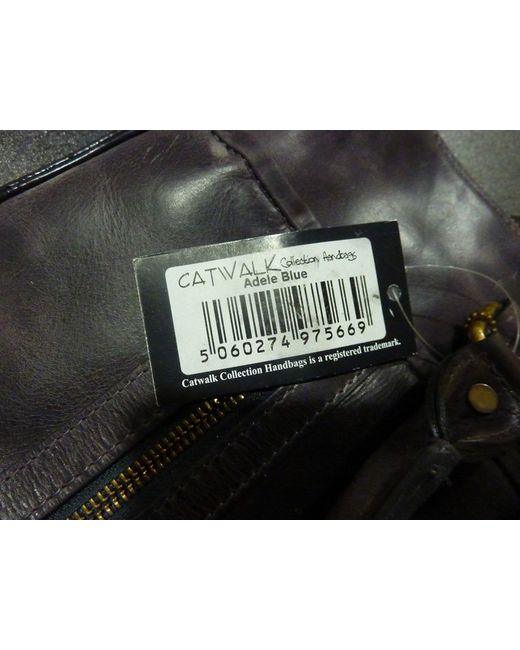 CATWALK Collection Handbags
Adele Blue
5 060274 975669
Catwalk Collection Handbags is a registered trademark.